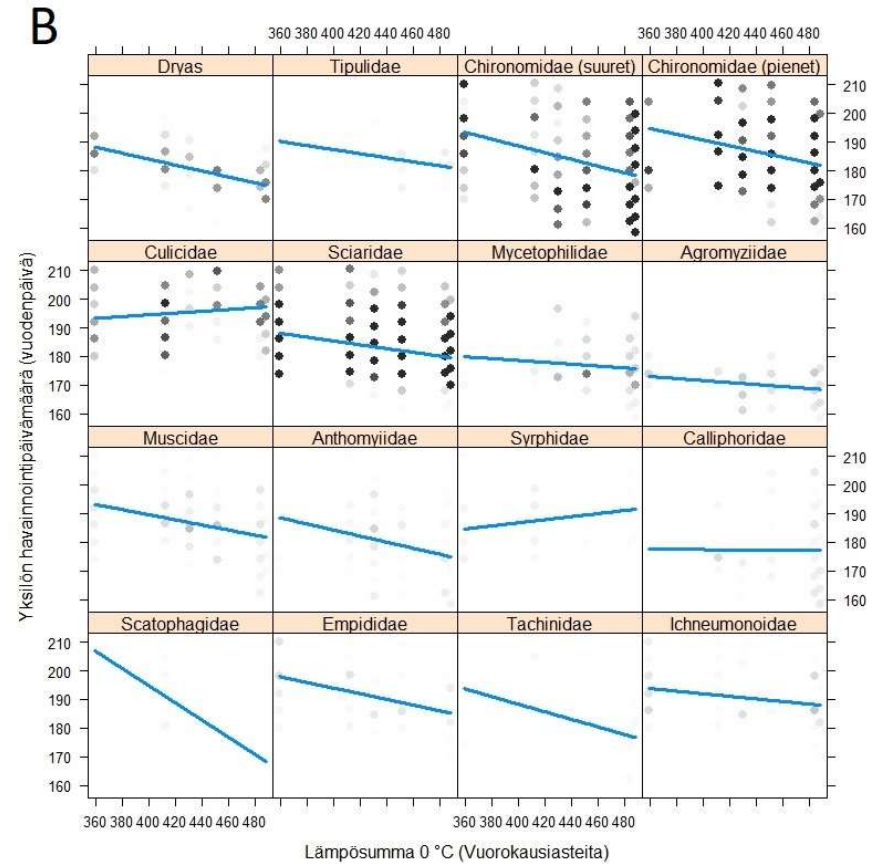 B
360 380 400 420 440 460 480 360 380 400 420 440 460 480
Dryas Tipulidae Chironomidae (suuret) Chironomidae (pienet)
210
200
190
180
170
160
Culicidae Sciaridae Mycetophilidae Agromyziidae
210
200
190
180
170
160
Muscidae Anthomyiidae Syrphidae Calliphoridae
210
200
190
180
170
160
Scatophagidae Empididae Tachinidae Ichneumonoidae
210
200
190
180
170
160
360 380 400 420 440 460 480 360 380 400 420 440 460 480
Yksilön havainnointipäivämäärä (vuodenpäivä)
Lämpösumma 0 °C (Vuorokausiasteita)